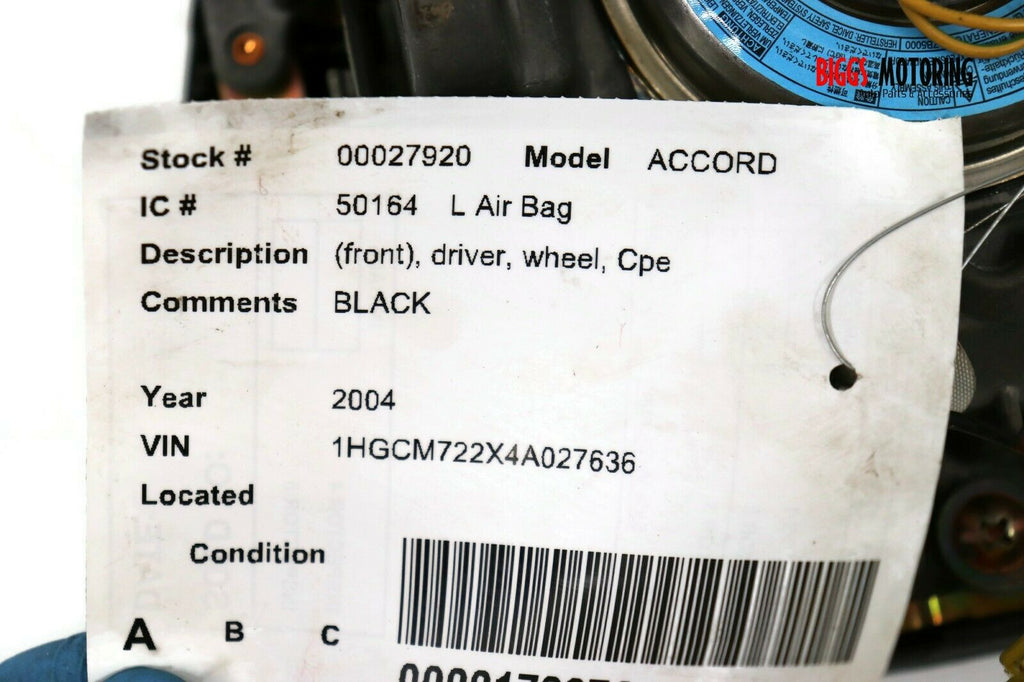 BIGGS MOTORING
Stock # 00027920 Model ACCORD
IC # 50164 L Air Bag
Description (front), driver, wheel, Cpe
Comments BLACK
Year 2004
VIN 1HGCM722X4A027636
Located
Condition
A B C